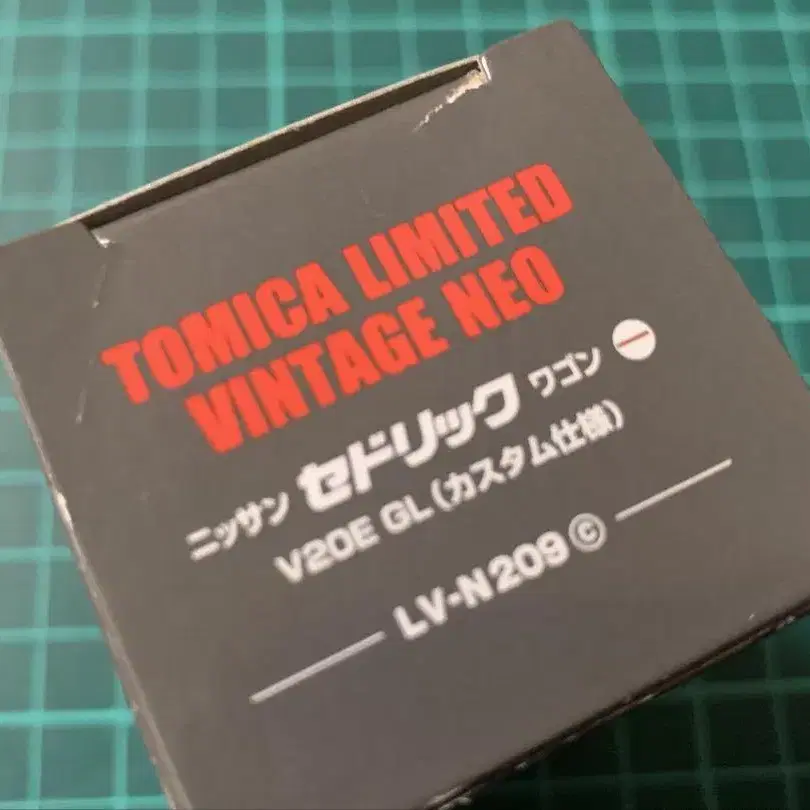 TOMICA LIMITED
VINTAGE NEO
ニッサン セドリック ワゴン
V20E GL(カスタム仕様)
LV-N209ⓒ